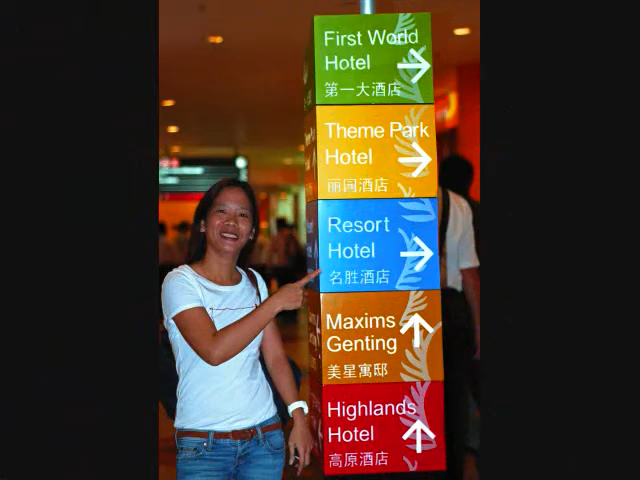 First World
Hotel
第一大酒店
Theme Park
Hotel
丽园酒店
Resort
Hotel
名胜酒店
Maxims
Genting
美星寓邸
Highlands
Hotel
高原酒店